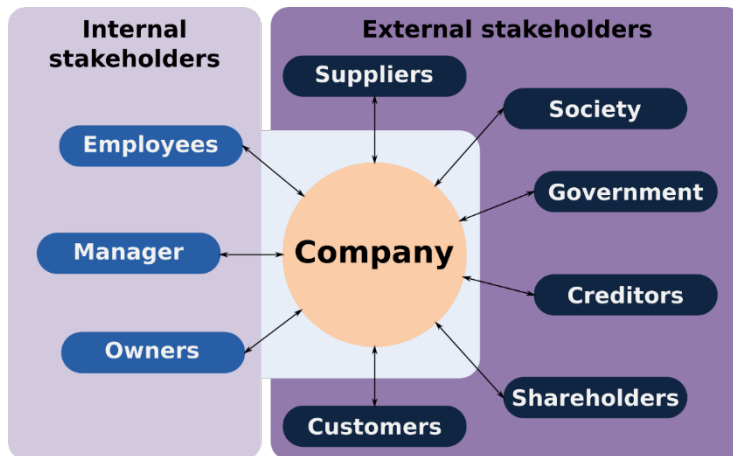 Internal
stakeholders
External stakeholders
Suppliers
Society
Employees
Government
Manager
Company
Creditors
Owners
Shareholders
Customers